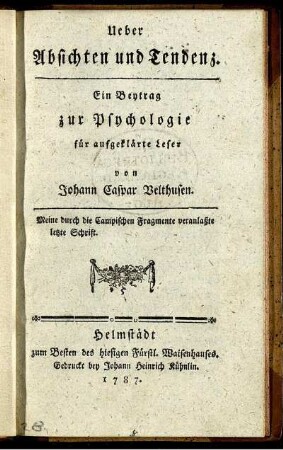 Ueber
Absichten und Tendenz.
Ein Beytrag
zur Psychologie
für aufgeklärte Leser
von
Johann Caspar Velthusen.
Meine durch die Campischen Fragmente veranlaßte
letzte Schrift.
Helmstädt
zum Besten des hiesigen Fürstl. Waisenhauses.
Gedruckt bey Johann Heinrich Kühnlin.
1787.